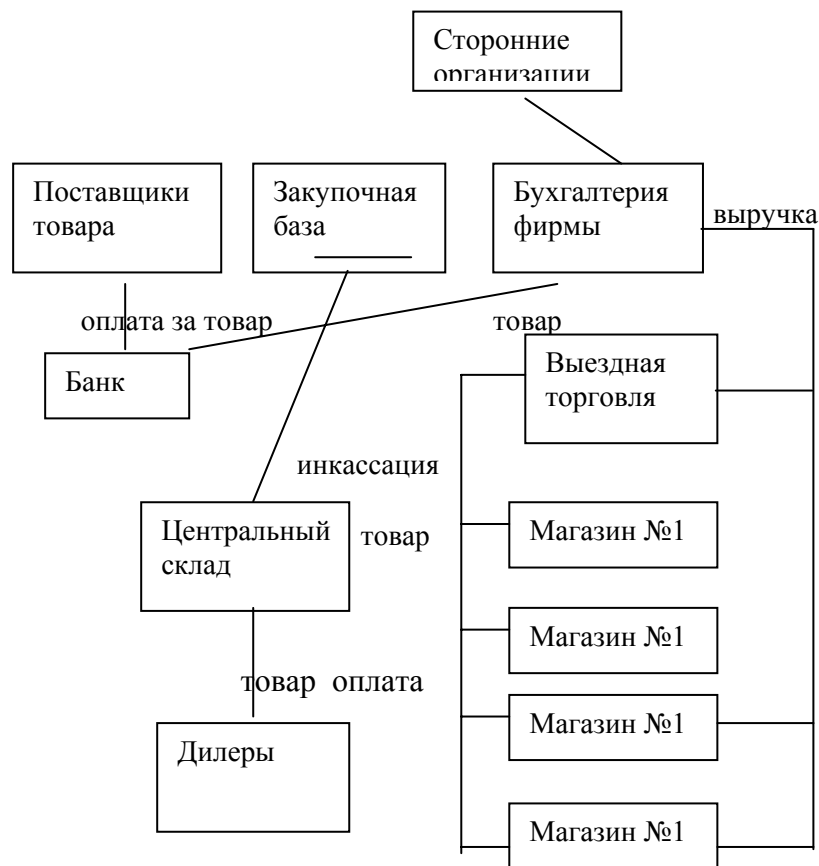 Сторонние
организации
Поставщики
товара
Закупочная
база
Бухгалтерия
фирмы
выручка
оплата за товар
товар
Банк
Выездная
торговля
инкассация
Центральный
склад
товар
Магазин №1
Магазин №1
товар оплата
Магазин №1
Дилеры
Магазин №1